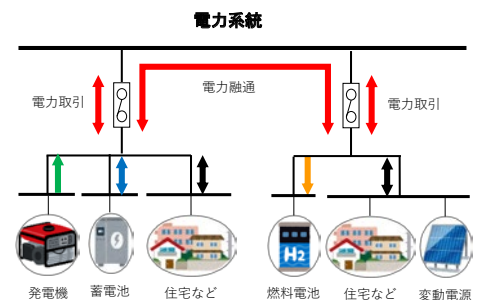 電力系統
電力融通
電力取引
電力取引
H2
発電機
蓄電池
住宅など
燃料電池
住宅など
変動電源